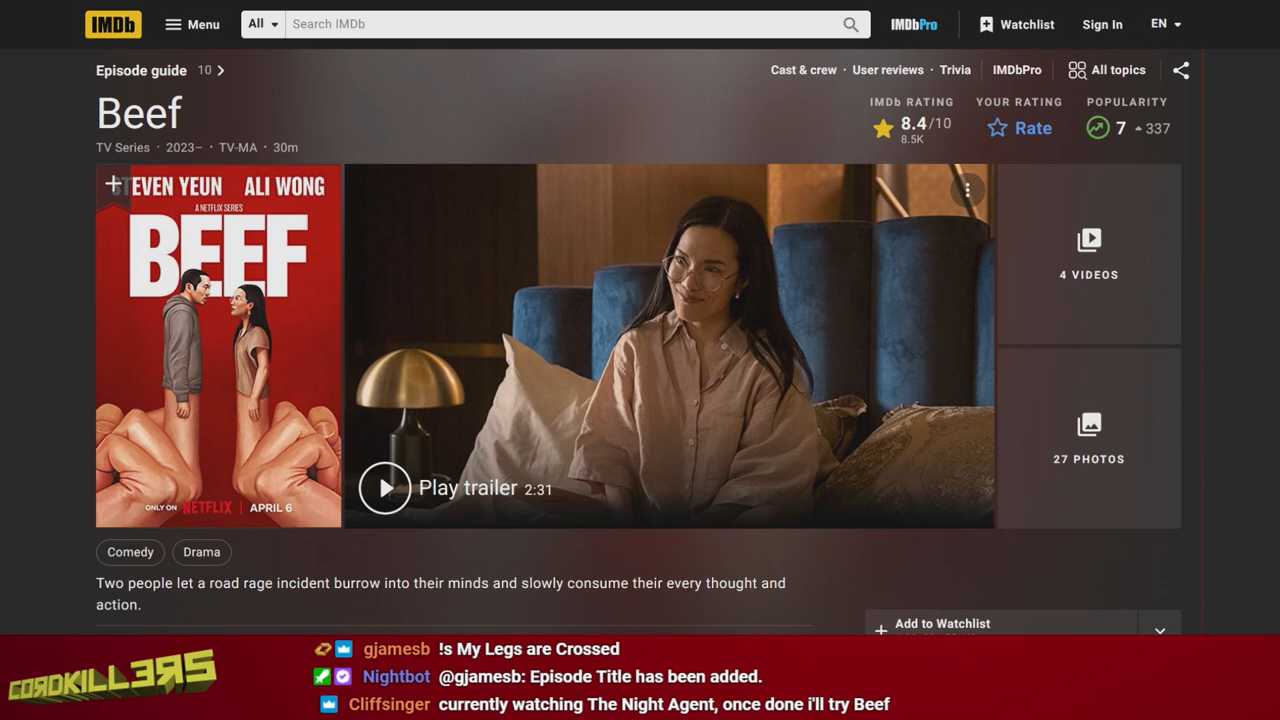 IMDb
Menu
All
Search IMDb
IMDbPro
Watchlist
Sign In
EN
Episode guide 10
Cast & crew · User reviews · Trivia
IMDbPro
All topics
Beef
TV Series · 2023– · TV-MA · 30m
IMDb RATING
8.4/10
8.5K
YOUR RATING
Rate
POPULARITY
7 337
STEVEN YEUN ALI WONG
A NETFLIX SERIES
BEEF
ONLY ON NETFLIX | APRIL 6
Play trailer 2:31
4 VIDEOS
27 PHOTOS
Comedy
Drama
Two people let a road rage incident burrow into their minds and slowly consume their every thought and
action.
Add to Watchlist
CORDKILLERS
gjamesb !s My Legs are Crossed
Nightbot @gjamesb: Episode Title has been added.
Cliffsinger currently watching The Night Agent, once done i'll try Beef